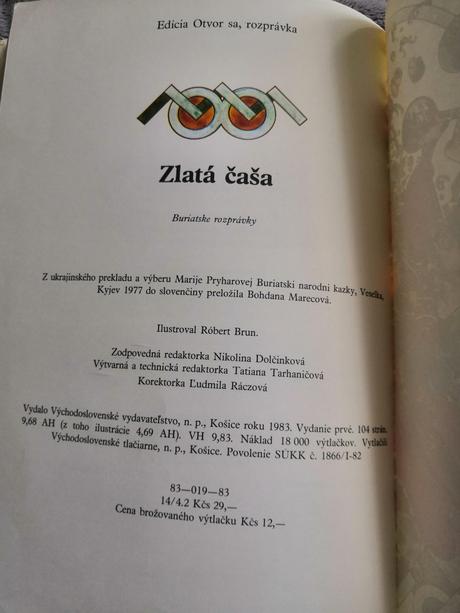 Edícia Otvor sa, rozprávka
Zlatá čaša
Buriatske rozprávky
Z ukrajinského prekladu a výberu Marije Pryharovej Buriatski narodni kazky, Veselka,
Kyjev 1977 do slovenčiny preložila Bohdana Marecová.
Ilustroval Róbert Brun.
Zodpovedná redaktorka Nikolina Dolčinková
Výtvarná a technická redaktorka Tatiana Tarhaničová
Korektorka Ľudmila Ráczová
Vydalo Východoslovenské vydavateľstvo, n. p., Košice roku 1983. Vydanie prvé. 104 strán.
9,68 AH (z toho ilustrácie 4,69 AH). VH 9,83. Náklad 18 000 výtlačkov. Vytlačili
Východoslovenské tlačiarne, n. p., Košice. Povolenie SÚKK č. 1866/I-82
83—019—83
14/4.2 Kčs 29,—
Cena brožovaného výtlačku Kčs 12,—